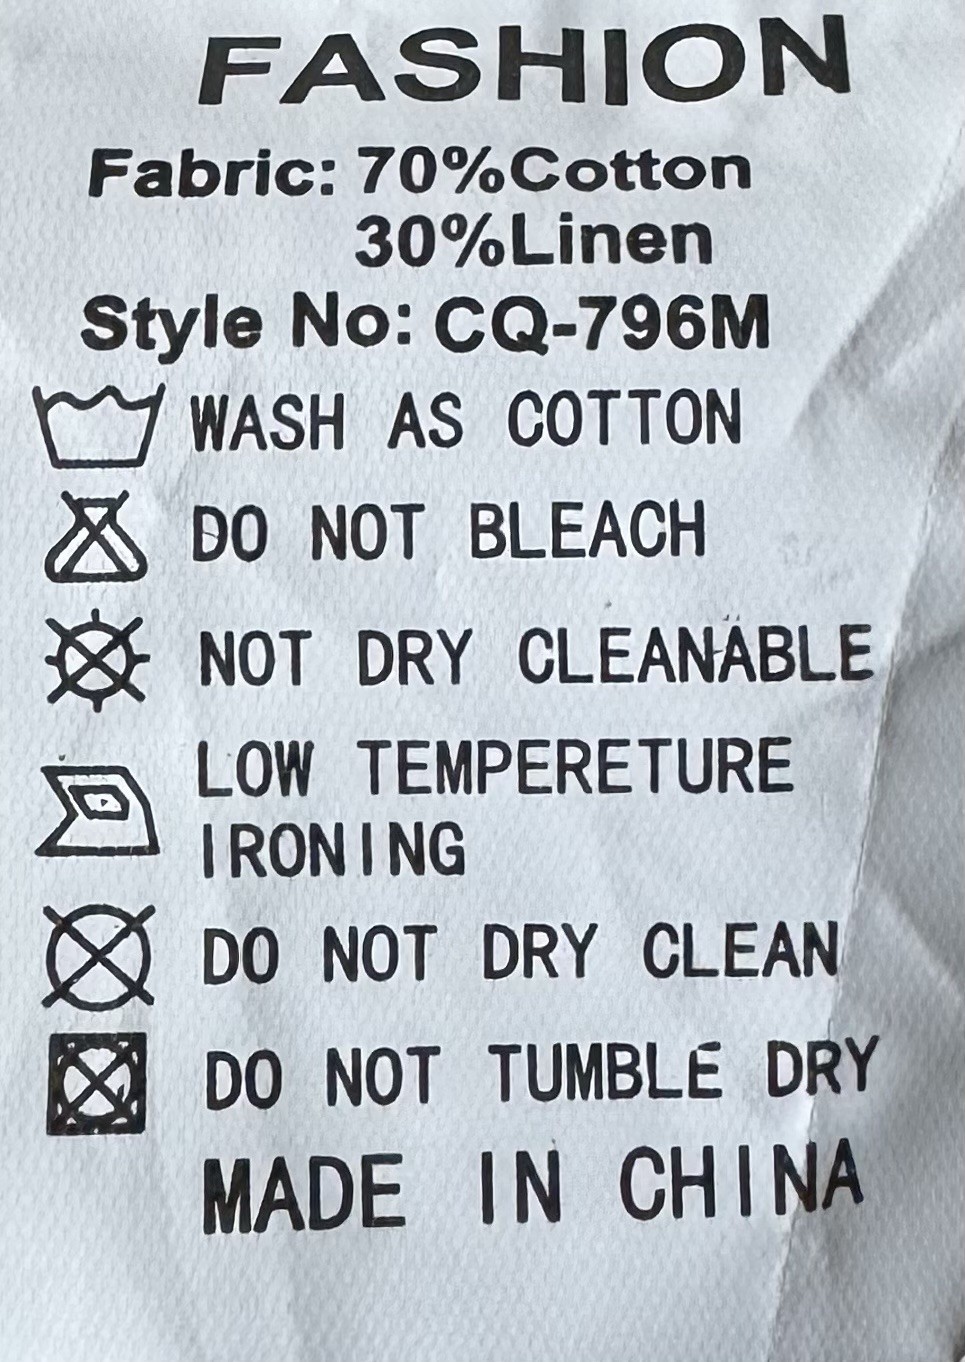 FASHION
Fabric: 70%Cotton
30%Linen
Style No: CQ-796M
WASH AS COTTON
DO NOT BLEACH
NOT DRY CLEANABLE
LOW TEMPERETURE
IRONING
DO NOT DRY CLEAN
DO NOT TUMBLE DRY
MADE IN CHINA